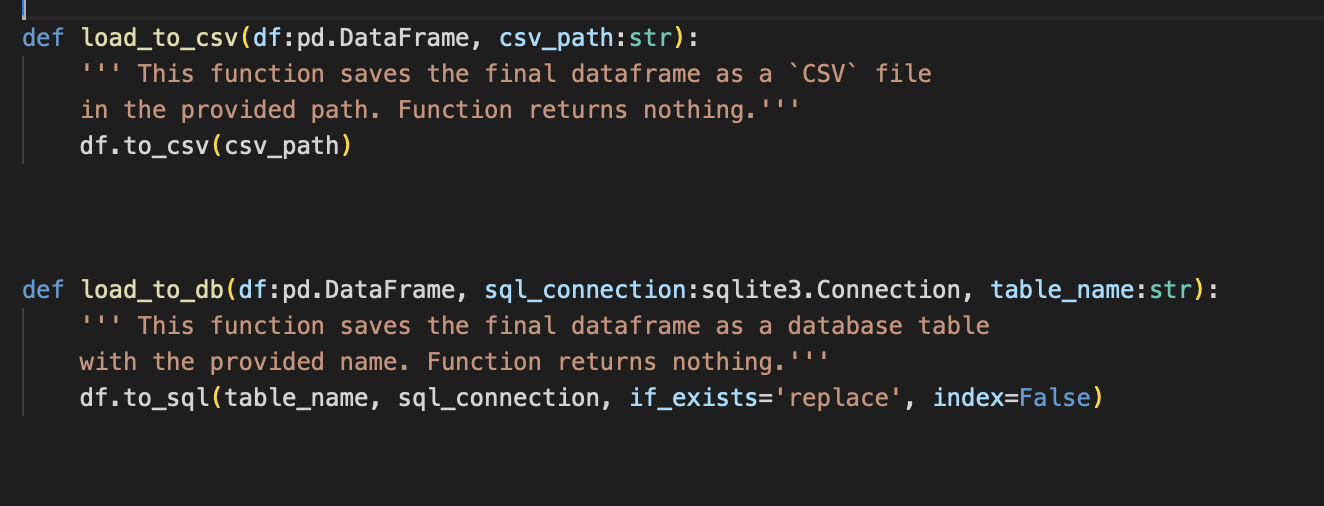 def load_to_csv(df:pd.DataFrame, csv_path:str):
    ''' This function saves the final dataframe as a `CSV` file
    in the provided path. Function returns nothing.'''
    df.to_csv(csv_path)
def load_to_db(df:pd.DataFrame, sql_connection:sqlite3.Connection, table_name:str):
    ''' This function saves the final dataframe as a database table
    with the provided name. Function returns nothing.'''
    df.to_sql(table_name, sql_connection, if_exists='replace', index=False)